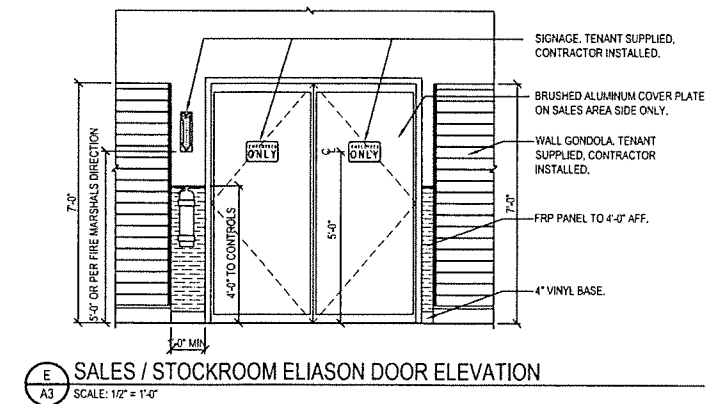 SIGNAGE. TENANT SUPPLIED,
CONTRACTOR INSTALLED.
BRUSHED ALUMINUM COVER PLATE
ON SALES AREA SIDE ONLY.
WALL GONDOLA. TENANT
SUPPLIED, CONTRACTOR
INSTALLED.
FRP PANEL TO 4'-0" AFF.
4" VINYL BASE.
EMPLOYEES
ONLY
EMPLOYEES
ONLY
7'-0"
5'-0" OR PER FIRE MARSHALS DIRECTION
4'-0" TO CONTROLS
5'-0"
7'-0"
1'-0" MIN
E
A3
SALES / STOCKROOM ELIASON DOOR ELEVATION
SCALE: 1/2" = 1'-0"